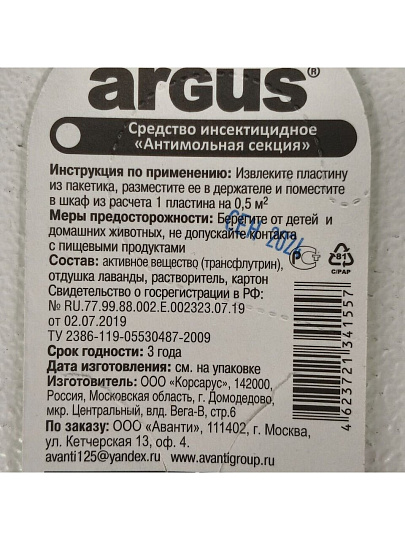 argus®
Средство инсектицидное
«Антимольная секция»
Инструкция по применению: Извлеките пластину
из пакетика, разместите ее в держателе и поместите
в шкаф из расчета 1 пластина на 0,5 м²
Меры предосторожности: Берегите от детей и
домашних животных, не допускайте контакта
с пищевыми продуктами
СЕН 2024
Состав: активное вещество (трансфлутрин),
отдушка лаванды, растворитель, картон
Свидетельство о госрегистрации в РФ:
№ RU.77.99.88.002.E.002323.07.19
от 02.07.2019
ТУ 2386-119-05530487-2009
Срок годности: 3 года
Дата изготовления: см. на упаковке
Изготовитель: ООО «Корсарус», 142000,
Россия, Московская область, г. Домодедово,
мкр. Центральный, влд. Вега-В, стр.6
По заказу: ООО «Аванти», 111402, г. Москва,
ул. Кетчерская 13, оф. 4.
avanti125@yandex.ru www.avantigroup.ru
81
C/PAP
4623721341557